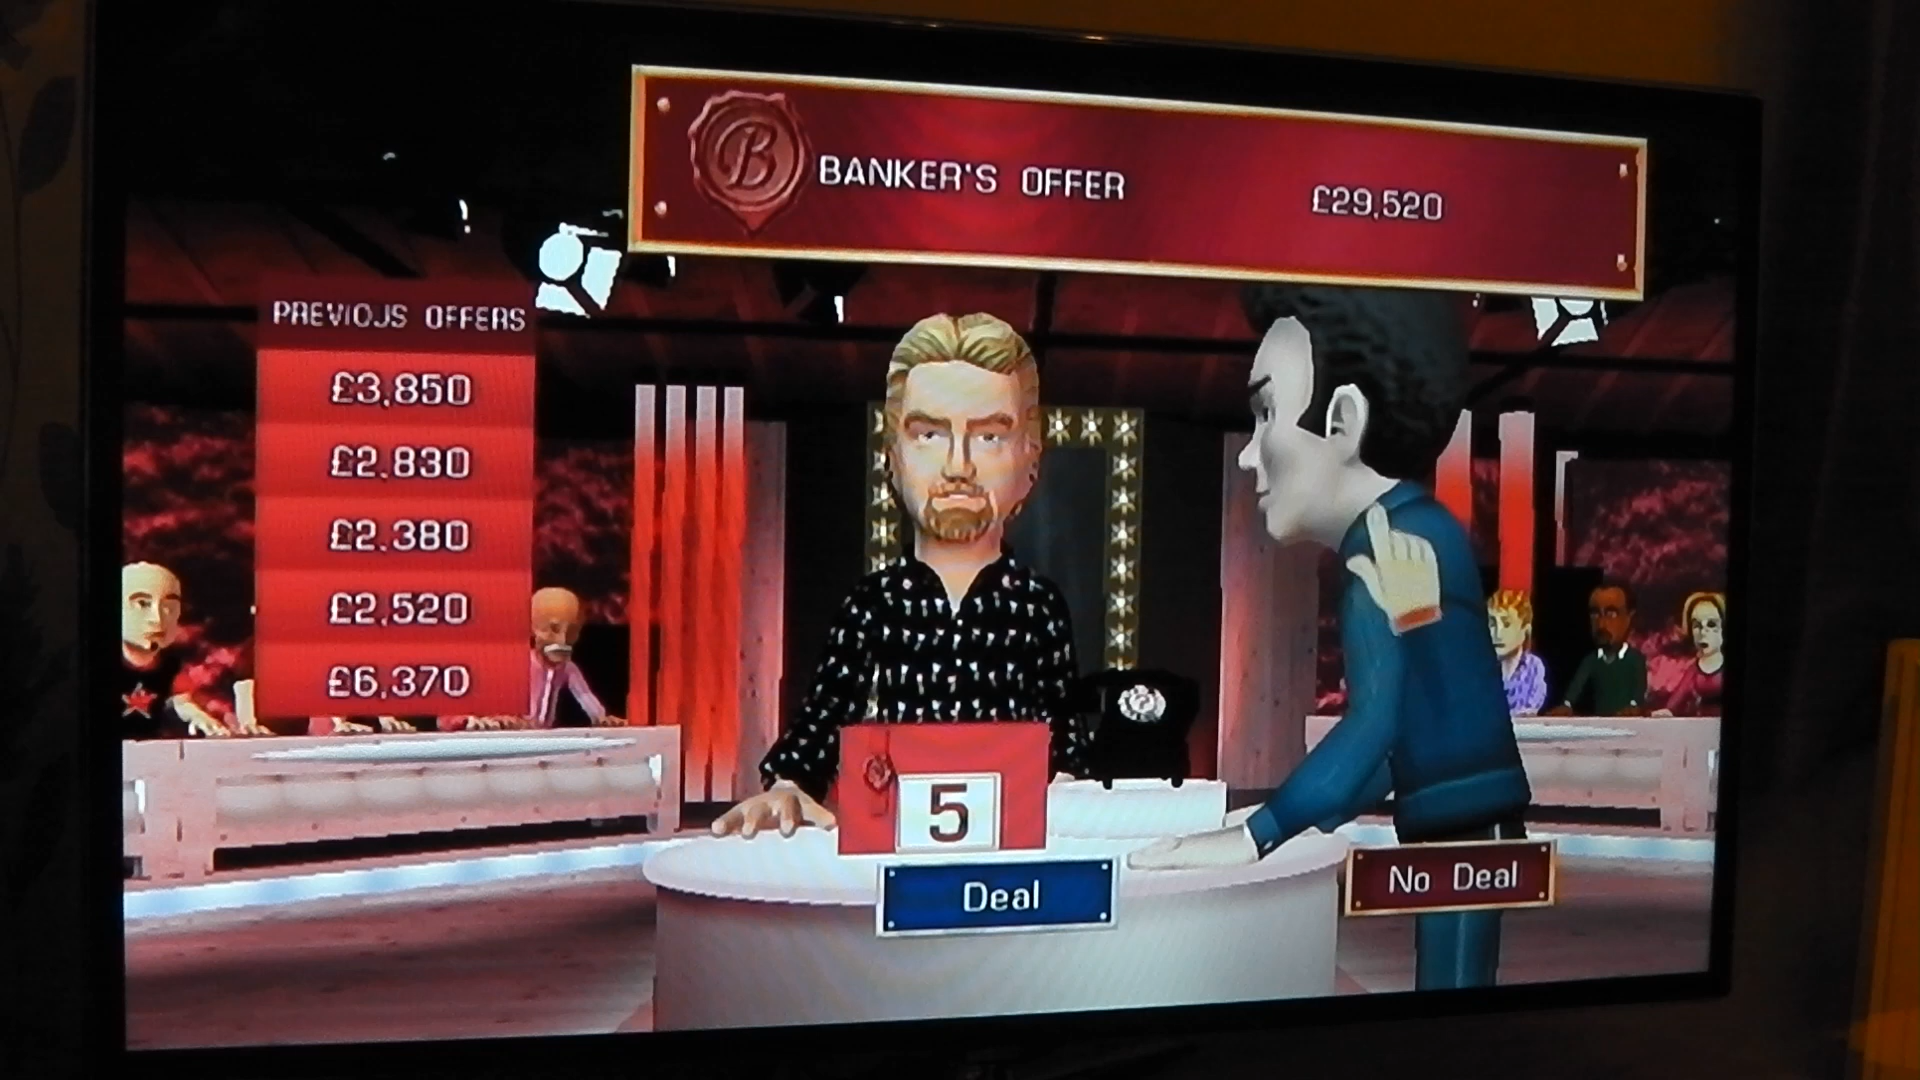 B
BANKER'S OFFER £29,520
PREVIOUS OFFERS
£3,850
£2,830
£2,380
£2,520
£6,370
5
Deal
No Deal